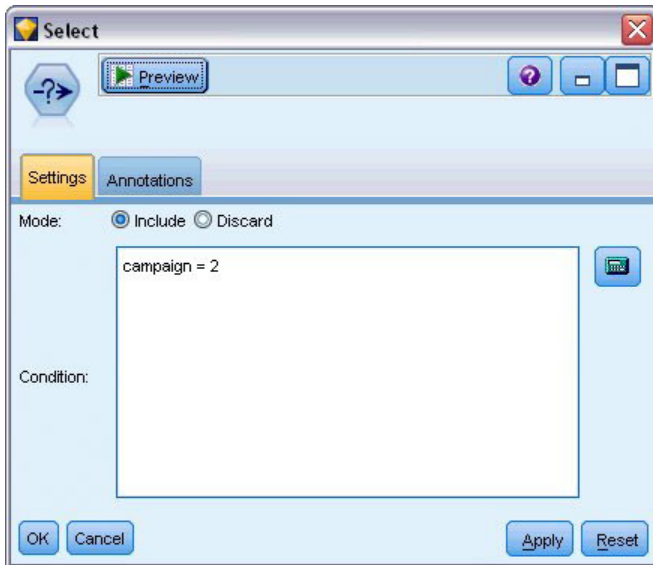 Select
Preview
Settings Annotations
Mode: Include Discard
campaign = 2
Condition:
OK Cancel Apply Reset